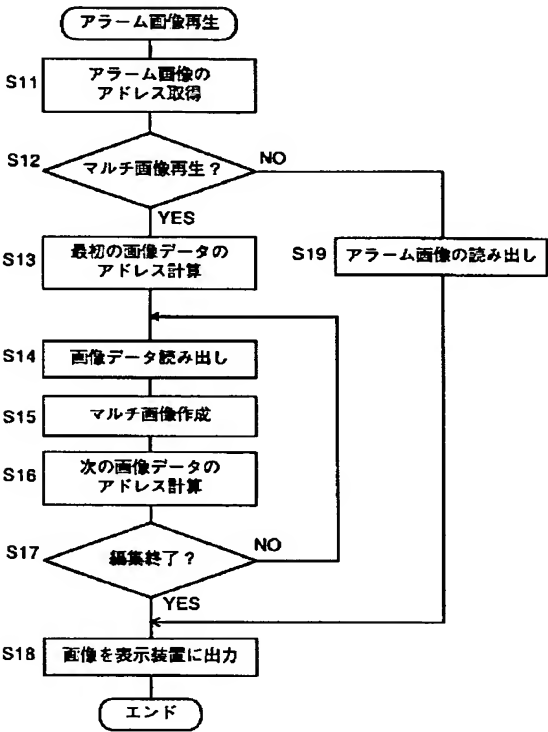 アラーム画像再生
S11
アラーム画像の
アドレス取得
S12
マルチ画像再生？
NO
YES
S13
最初の画像データの
アドレス計算
S19
アラーム画像の読み出し
S14
画像データ読み出し
S15
マルチ画像作成
S16
次の画像データの
アドレス計算
S17
編集終了？
NO
YES
S18
画像を表示装置に出力
エンド